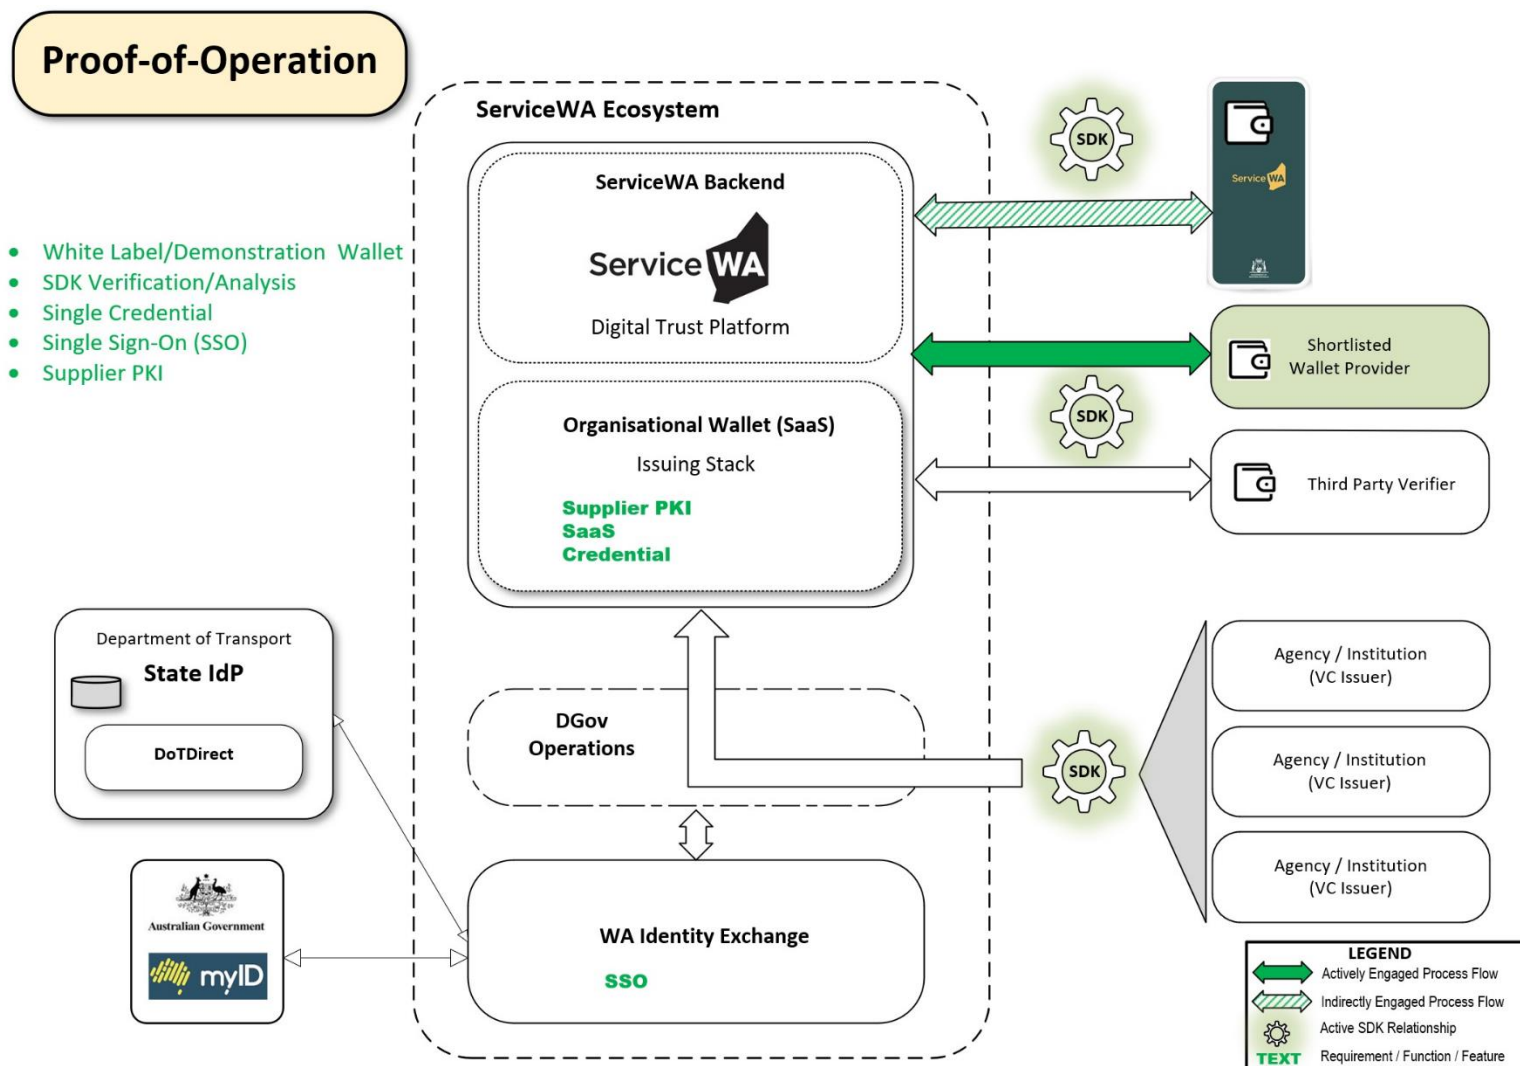 Proof-of-Operation
ServiceWA Ecosystem
ServiceWA Backend
Service WA
Digital Trust Platform
SDK
Service WA
White Label/Demonstration Wallet
SDK Verification/Analysis
Single Credential
Single Sign-On (SSO)
Supplier PKI
Shortlisted
Wallet Provider
SDK
Organisational Wallet (SaaS)
Issuing Stack
Supplier PKI
SaaS
Credential
Third Party Verifier
Department of Transport
State IdP
DoTDirect
DGov
Operations
SDK
Agency / Institution
(VC Issuer)
Agency / Institution
(VC Issuer)
Agency / Institution
(VC Issuer)
Australian Government
myID
WA Identity Exchange
SSO
LEGEND
Actively Engaged Process Flow
Indirectly Engaged Process Flow
Active SDK Relationship
TEXT Requirement / Function / Feature